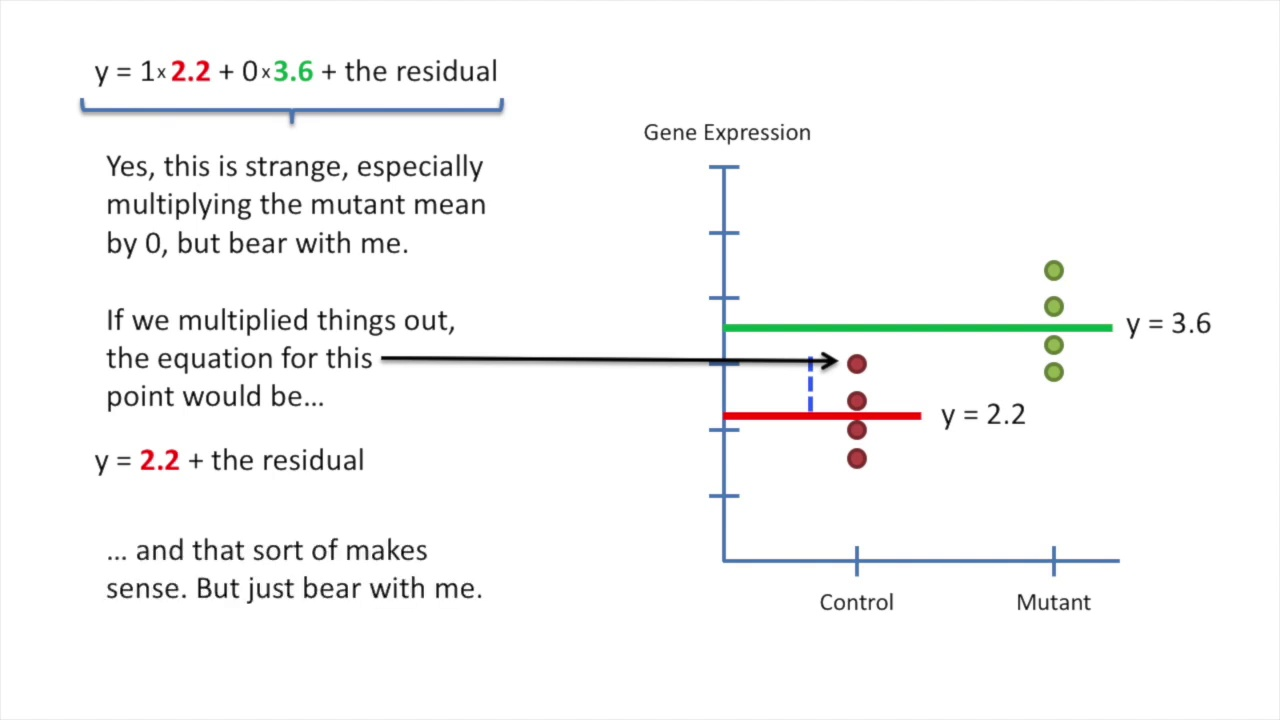 y = 1×2.2 + 0×3.6 + the residual
Yes, this is strange, especially
multiplying the mutant mean
by 0, but bear with me.
If we multiplied things out,
the equation for this
point would be...
y = 2.2 + the residual
... and that sort of makes
sense. But just bear with me.
Gene Expression
y = 3.6
y = 2.2
Control
Mutant